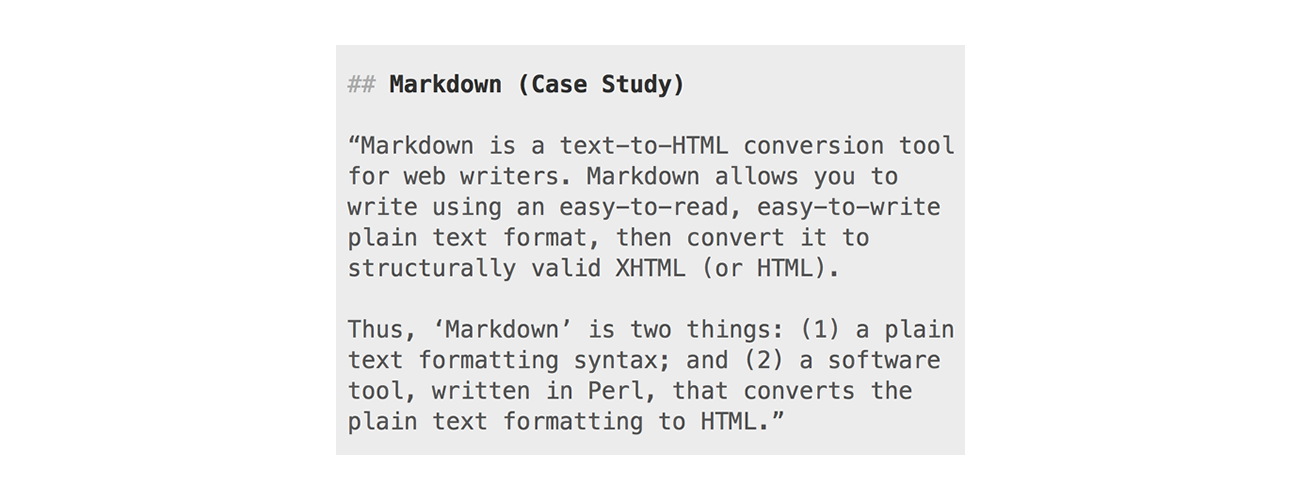 ## Markdown (Case Study)
“Markdown is a text-to-HTML conversion tool
for web writers. Markdown allows you to
write using an easy-to-read, easy-to-write
plain text format, then convert it to
structurally valid XHTML (or HTML).
Thus, ‘Markdown’ is two things: (1) a plain
text formatting syntax; and (2) a software
tool, written in Perl, that converts the
plain text formatting to HTML.”